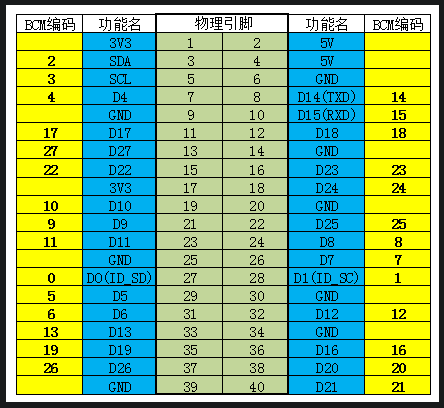 BCM编码 功能名 物理引脚 功能名 BCM编码
3V3 1 2 5V
2 SDA 3 4 5V
3 SCL 5 6 GND
4 D4 7 8 D14(TXD) 14
GND 9 10 D15(RXD) 15
17 D17 11 12 D18 18
27 D27 13 14 GND
22 D22 15 16 D23 23
3V3 17 18 D24 24
10 D10 19 20 GND
9 D9 21 22 D25 25
11 D11 23 24 D8 8
GND 25 26 D7 7
0 D0(ID_SD) 27 28 D1(ID_SC) 1
5 D5 29 30 GND
6 D6 31 32 D12 12
13 D13 33 34 GND
19 D19 35 36 D16 16
26 D26 37 38 D20 20
GND 39 40 D21 21